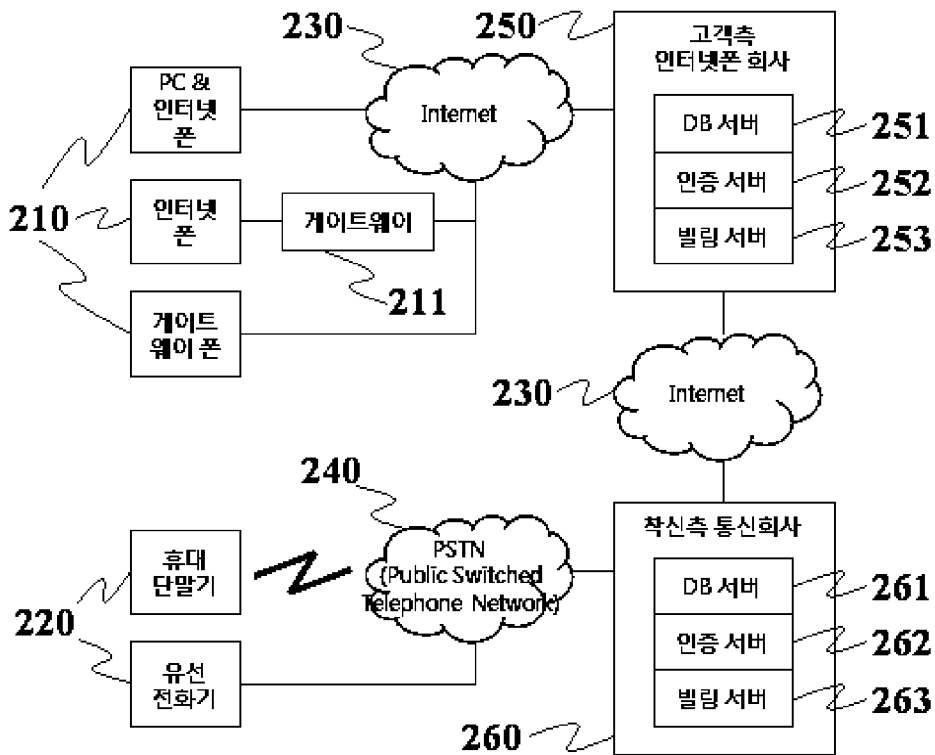 230
250
고객측
인터넷폰 회사
PC &
인터넷
폰
Internet
DB 서버
251
인증 서버
252
210
인터넷
폰
게이트웨이
빌링 서버
253
211
게이트
웨이 폰
230
Internet
240
착신측 통신회사
휴대
단말기
PSTN
(Public Switched
Telephone Network)
DB 서버
261
220
인증 서버
262
유선
전화기
빌링 서버
263
260